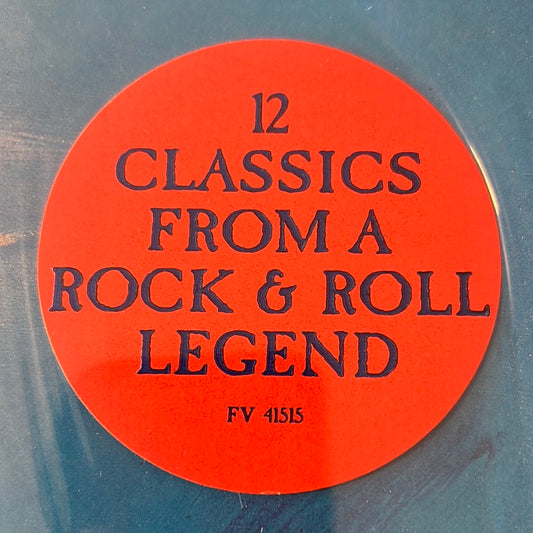 12
CLASSICS
FROM A
ROCK & ROLL
LEGEND
FV 41515